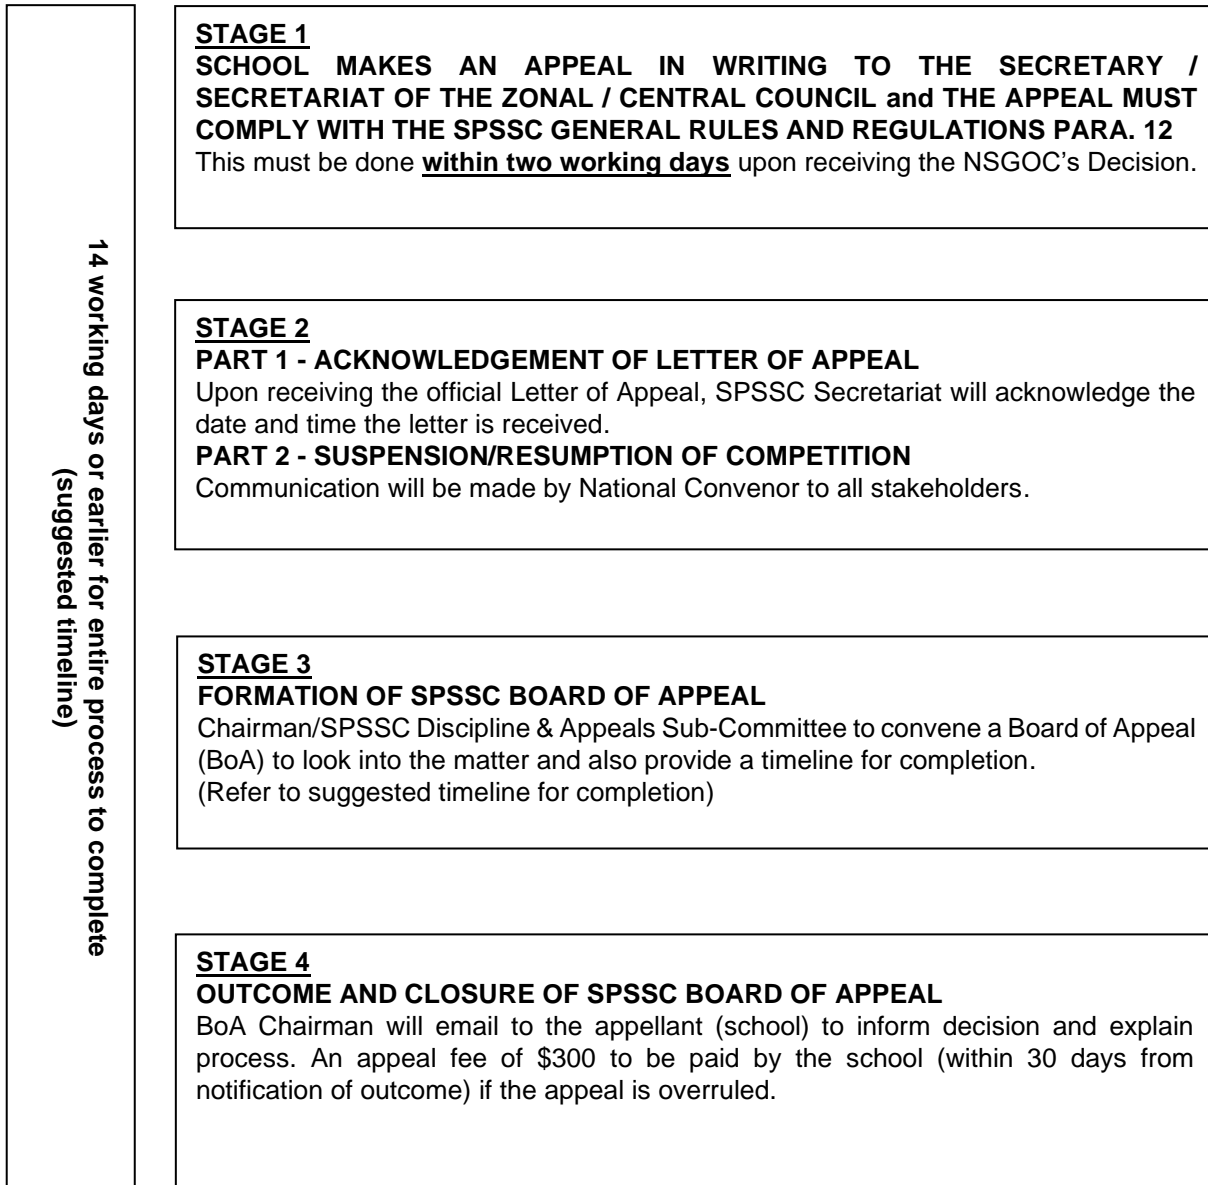 14 working days or earlier for entire process to complete
(suggested timeline)
STAGE 1
SCHOOL MAKES AN APPEAL IN WRITING TO THE SECRETARY /
SECRETARIAT OF THE ZONAL / CENTRAL COUNCIL and THE APPEAL MUST
COMPLY WITH THE SPSSC GENERAL RULES AND REGULATIONS PARA. 12
This must be done within two working days upon receiving the NSGOC's Decision.
STAGE 2
PART 1 - ACKNOWLEDGEMENT OF LETTER OF APPEAL
Upon receiving the official Letter of Appeal, SPSSC Secretariat will acknowledge the
date and time the letter is received.
PART 2 - SUSPENSION/RESUMPTION OF COMPETITION
Communication will be made by National Convenor to all stakeholders.
STAGE 3
FORMATION OF SPSSC BOARD OF APPEAL
Chairman/SPSSC Discipline & Appeals Sub-Committee to convene a Board of Appeal
(BoA) to look into the matter and also provide a timeline for completion.
(Refer to suggested timeline for completion)
STAGE 4
OUTCOME AND CLOSURE OF SPSSC BOARD OF APPEAL
BoA Chairman will email to the appellant (school) to inform decision and explain
process. An appeal fee of $300 to be paid by the school (within 30 days from
notification of outcome) if the appeal is overruled.